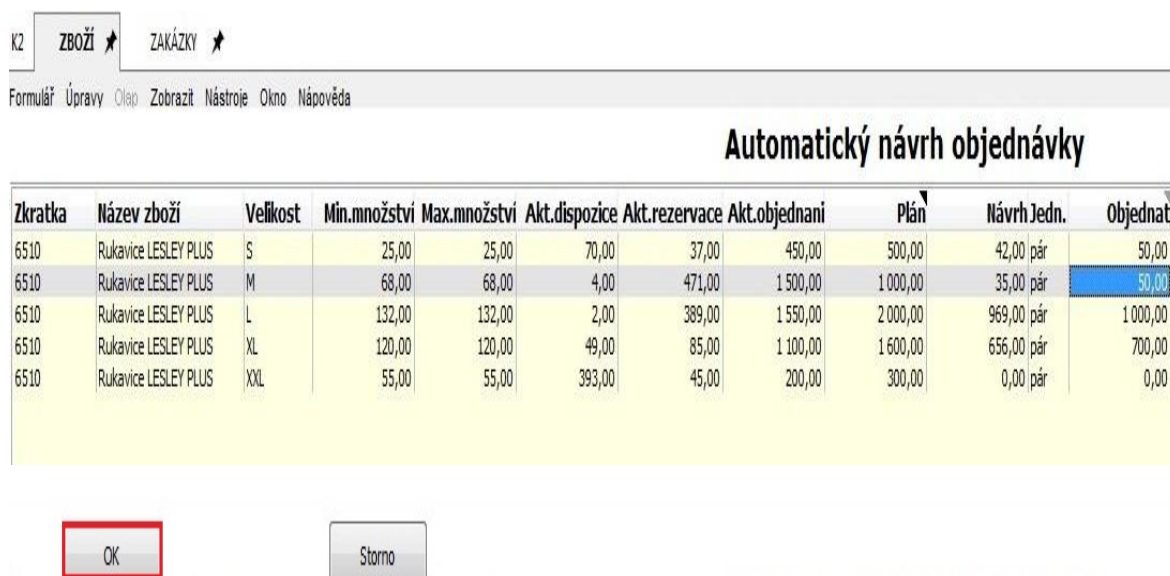 K2 ZBOŽÍ ZAKÁZKY
Formulář Úpravy Olap Zobrazit Nástroje Okno Nápověda
Automatický návrh objednávky
Zkratka Název zboží Velikost Min.množství Max.množství Akt.dispozice Akt.rezervace Akt.objednani Plán Návrh Jedn. Objednat
6510 Rukavice LESLEY PLUS S 25,00 25,00 70,00 37,00 450,00 500,00 42,00 pár 50,00
6510 Rukavice LESLEY PLUS M 68,00 68,00 4,00 471,00 1 500,00 1 000,00 35,00 pár 50,00
6510 Rukavice LESLEY PLUS L 132,00 132,00 2,00 389,00 1 550,00 2 000,00 969,00 pár 1 000,00
6510 Rukavice LESLEY PLUS XL 120,00 120,00 49,00 85,00 1 100,00 1 600,00 656,00 pár 700,00
6510 Rukavice LESLEY PLUS XXL 55,00 55,00 393,00 45,00 200,00 300,00 0,00 pár 0,00
OK Storno